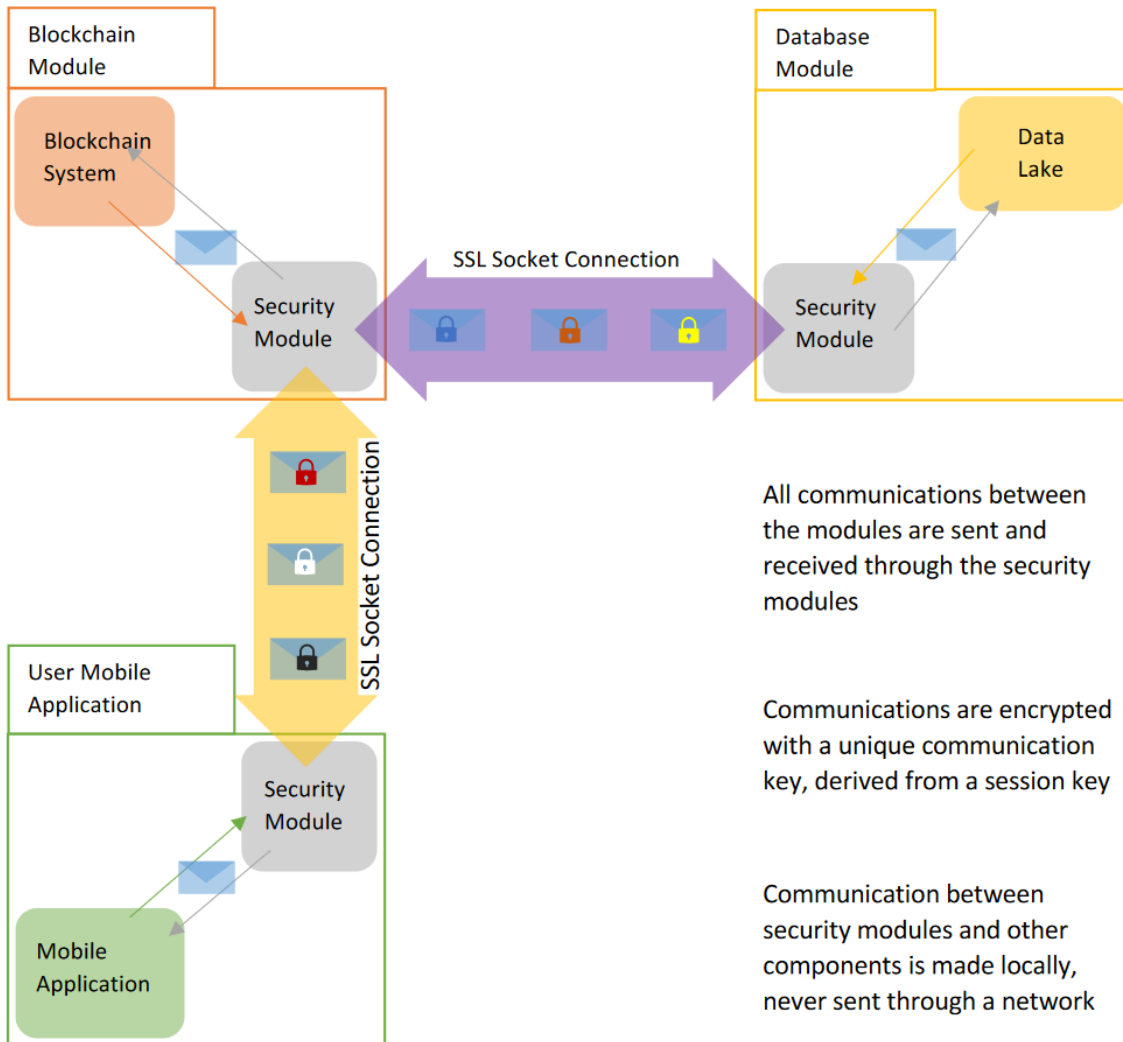 Blockchain
Module
Database
Module
Blockchain
System
Data
Lake
SSL Socket Connection
Security
Module
Security
Module
SSL Socket Connection
All communications between
the modules are sent and
received through the security
modules
User Mobile
Application
Communications are encrypted
with a unique communication
key, derived from a session key
Security
Module
Communication between
security modules and other
components is made locally,
never sent through a network
Mobile
Application